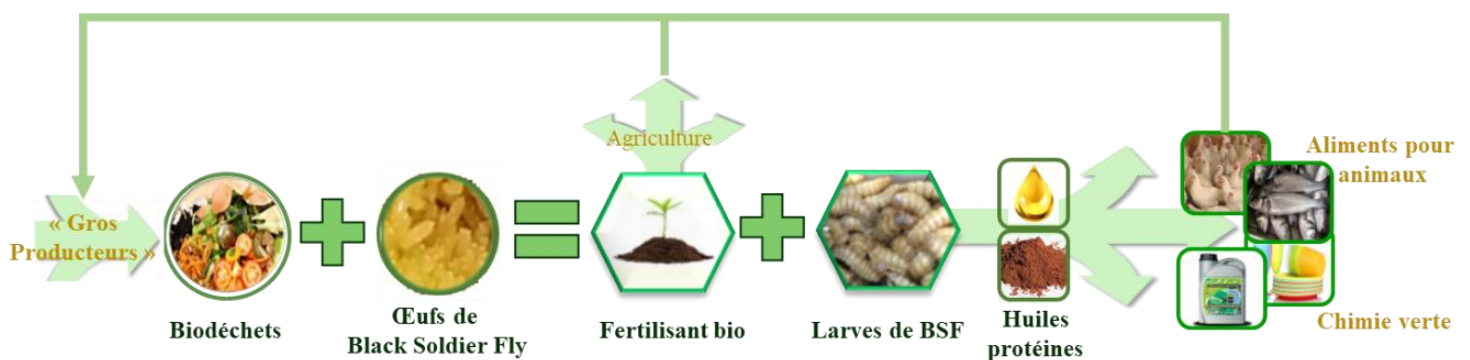 Agriculture
« Gros
Producteurs »
Aliments pour
animaux
Biodéchets
Œufs de
Black Soldier Fly
Fertilisant bio
Larves de BSF
Huiles
protéines
Chimie verte